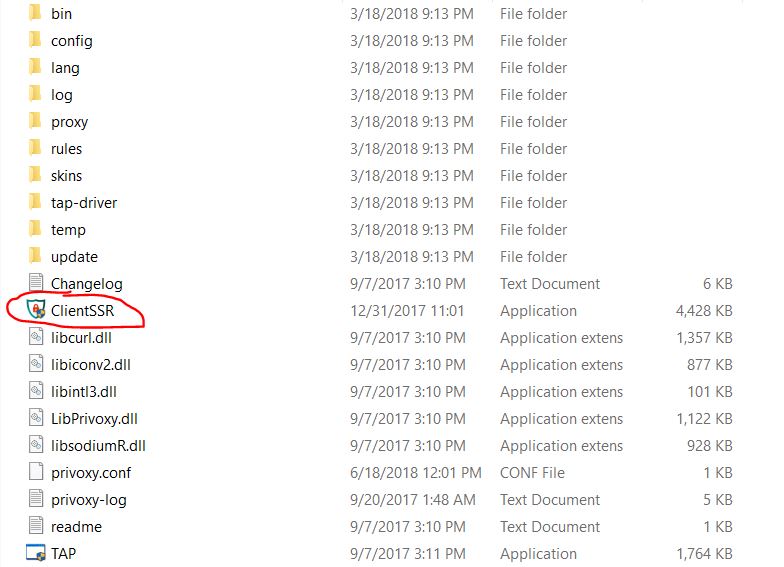 bin 3/18/2018 9:13 PM File folder
config 3/18/2018 9:13 PM File folder
lang 3/18/2018 9:13 PM File folder
log 3/18/2018 9:13 PM File folder
proxy 3/18/2018 9:13 PM File folder
rules 3/18/2018 9:13 PM File folder
skins 3/18/2018 9:13 PM File folder
tap-driver 3/18/2018 9:13 PM File folder
temp 3/18/2018 9:13 PM File folder
update 3/18/2018 9:13 PM File folder
Changelog 9/7/2017 3:10 PM Text Document 6 KB
ClientSSR 12/31/2017 11:01 Application 4,428 KB
libcurl.dll 9/7/2017 3:10 PM Application extens 1,357 KB
libiconv2.dll 9/7/2017 3:10 PM Application extens 877 KB
libintl3.dll 9/7/2017 3:10 PM Application extens 101 KB
LibPrivoxy.dll 9/7/2017 3:10 PM Application extens 1,122 KB
libsodiumR.dll 9/7/2017 3:10 PM Application extens 928 KB
privoxy.conf 6/18/2018 12:01 PM CONF File 1 KB
privoxy-log 9/20/2017 1:48 AM Text Document 5 KB
readme 9/7/2017 3:10 PM Text Document 1 KB
TAP 9/7/2017 3:11 PM Application 1,764 KB